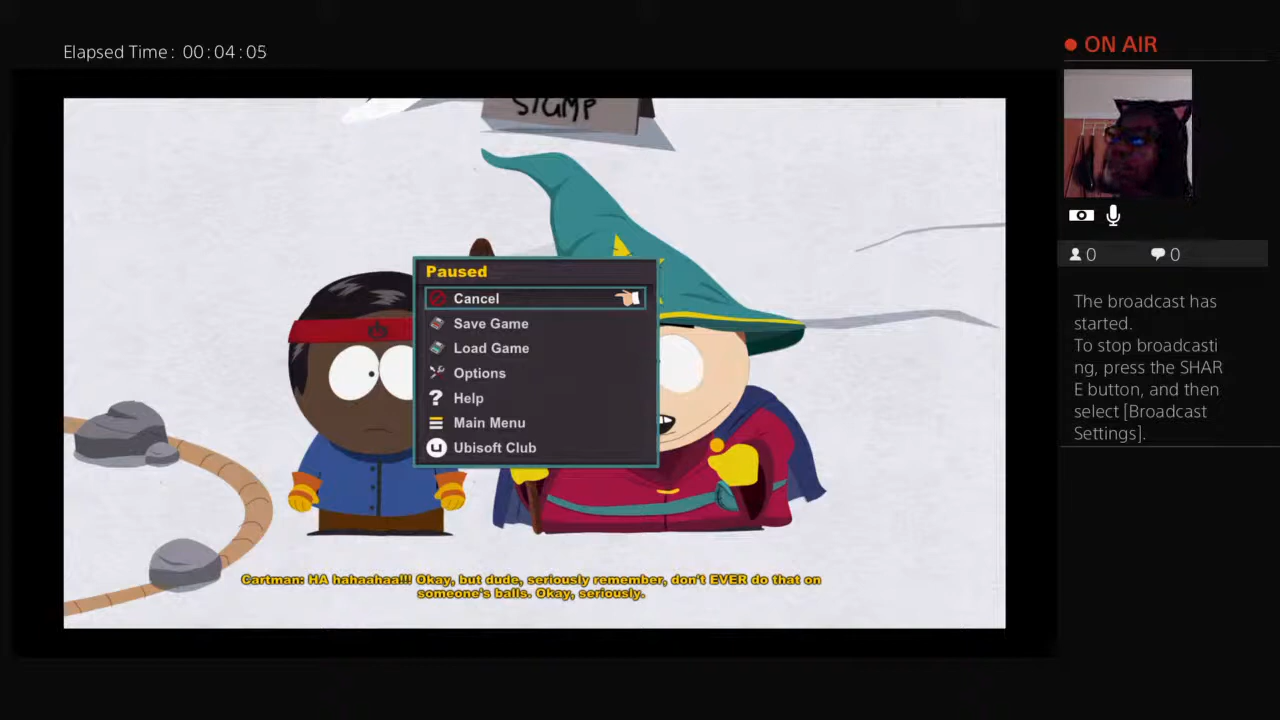 Elapsed Time: 00:04:05
ON AIR
STUMP
Paused
Cancel
Save Game
Load Game
Options
? Help
Main Menu
Ubisoft Club
0
0
The broadcast has
started.
To stop broadcasti
ng, press the SHAR
E button, and then
select [Broadcast
Settings].
Cartman: HA hahaahaa!!! Okay, but dude, seriously remember, don't EVER do that on
someone's balls. Okay, seriously.